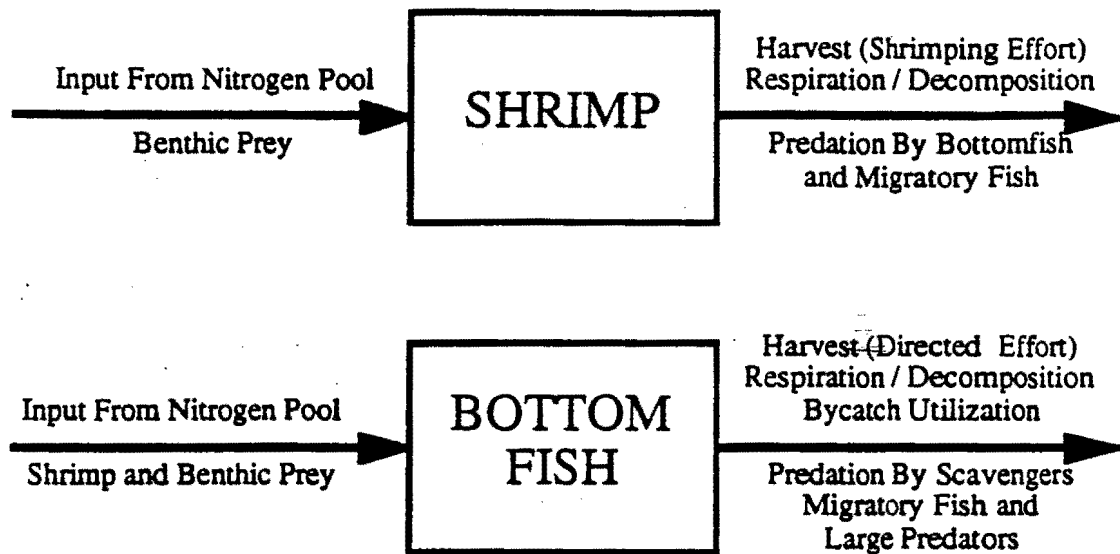 Input From Nitrogen Pool
Benthic Prey
SHRIMP
Harvest (Shrimping Effort)
Respiration / Decomposition
Predation By Bottomfish
and Migratory Fish
Input From Nitrogen Pool
Shrimp and Benthic Prey
BOTTOM
FISH
Harvest (Directed Effort)
Respiration / Decomposition
Bycatch Utilization
Predation By Scavengers
Migratory Fish and
Large Predators